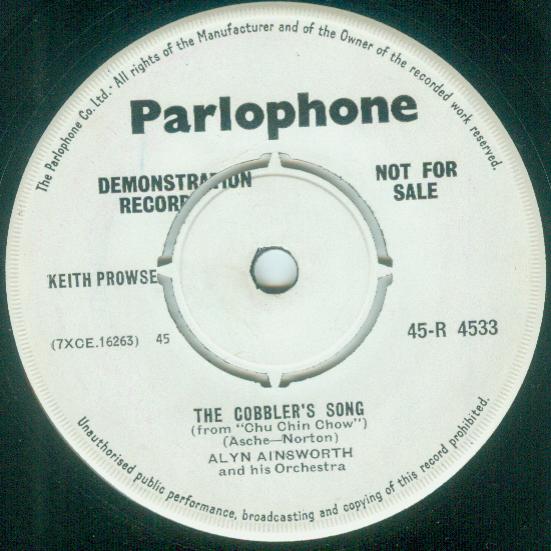 The Parlophone Co. Ltd. - All rights of the Manufacturer and of the Owner of the recorded work reserved.
Parlophone
DEMONSTRATION
RECORD
NOT FOR
SALE
KEITH PROWSE
(7XCE.16263) 45
45-R 4533
THE COBBLER'S SONG
(from "Chu Chin Chow")
(Asche—Norton)
ALYN AINSWORTH
and his Orchestra
Unauthorised public performance, broadcasting and copying of this record prohibited.